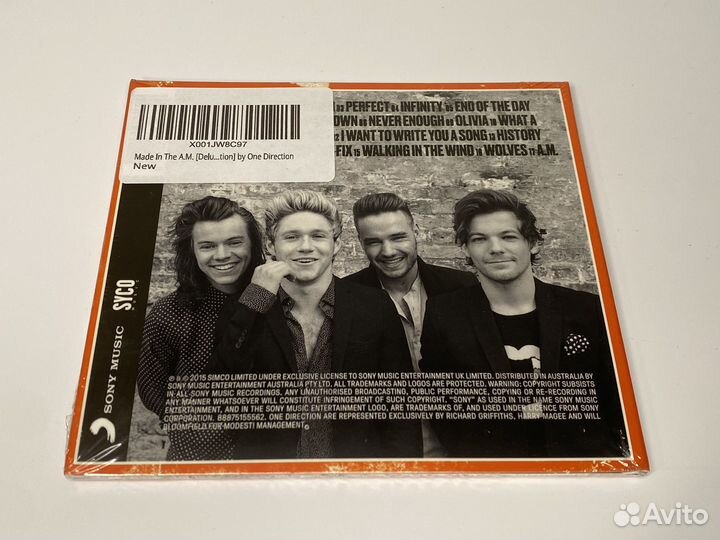 03 PERFECT 04 INFINITY 05 END OF THE DAY
OWN 08 NEVER ENOUGH 09 OLIVIA 10 WHAT A
12 I WANT TO WRITE YOU A SONG 13 HISTORY
FIX 15 WALKING IN THE WIND 16 WOLVES 17 A.M.
X001JW8C97
Made In The A.M. [Delu...tion] by One Direction
New
SYCO
MUSIC
SONY MUSIC
℗ © 2015 SIMCO LIMITED UNDER EXCLUSIVE LICENSE TO SONY MUSIC ENTERTAINMENT UK LIMITED. DISTRIBUTED IN AUSTRALIA BY
SONY MUSIC ENTERTAINMENT AUSTRALIA PTY LTD. ALL TRADEMARKS AND LOGOS ARE PROTECTED. WARNING: COPYRIGHT SUBSISTS
IN ALL SONY MUSIC RECORDINGS. ANY UNAUTHORISED BROADCASTING, PUBLIC PERFORMANCE, COPYING OR RE-RECORDING IN
ANY MANNER WHATSOEVER WILL CONSTITUTE INFRINGEMENT OF SUCH COPYRIGHT. "SONY" AS USED IN THE NAME SONY MUSIC
ENTERTAINMENT, AND IN THE SONY MUSIC ENTERTAINMENT LOGO, ARE TRADEMARKS OF, AND USED UNDER LICENCE FROM SONY
CORPORATION. 88875155562. ONE DIRECTION ARE REPRESENTED EXCLUSIVELY BY RICHARD GRIFFITHS, HARRY MAGEE AND WILL
BLOOMFIELD FOR MODEST! MANAGEMENT.
Avito